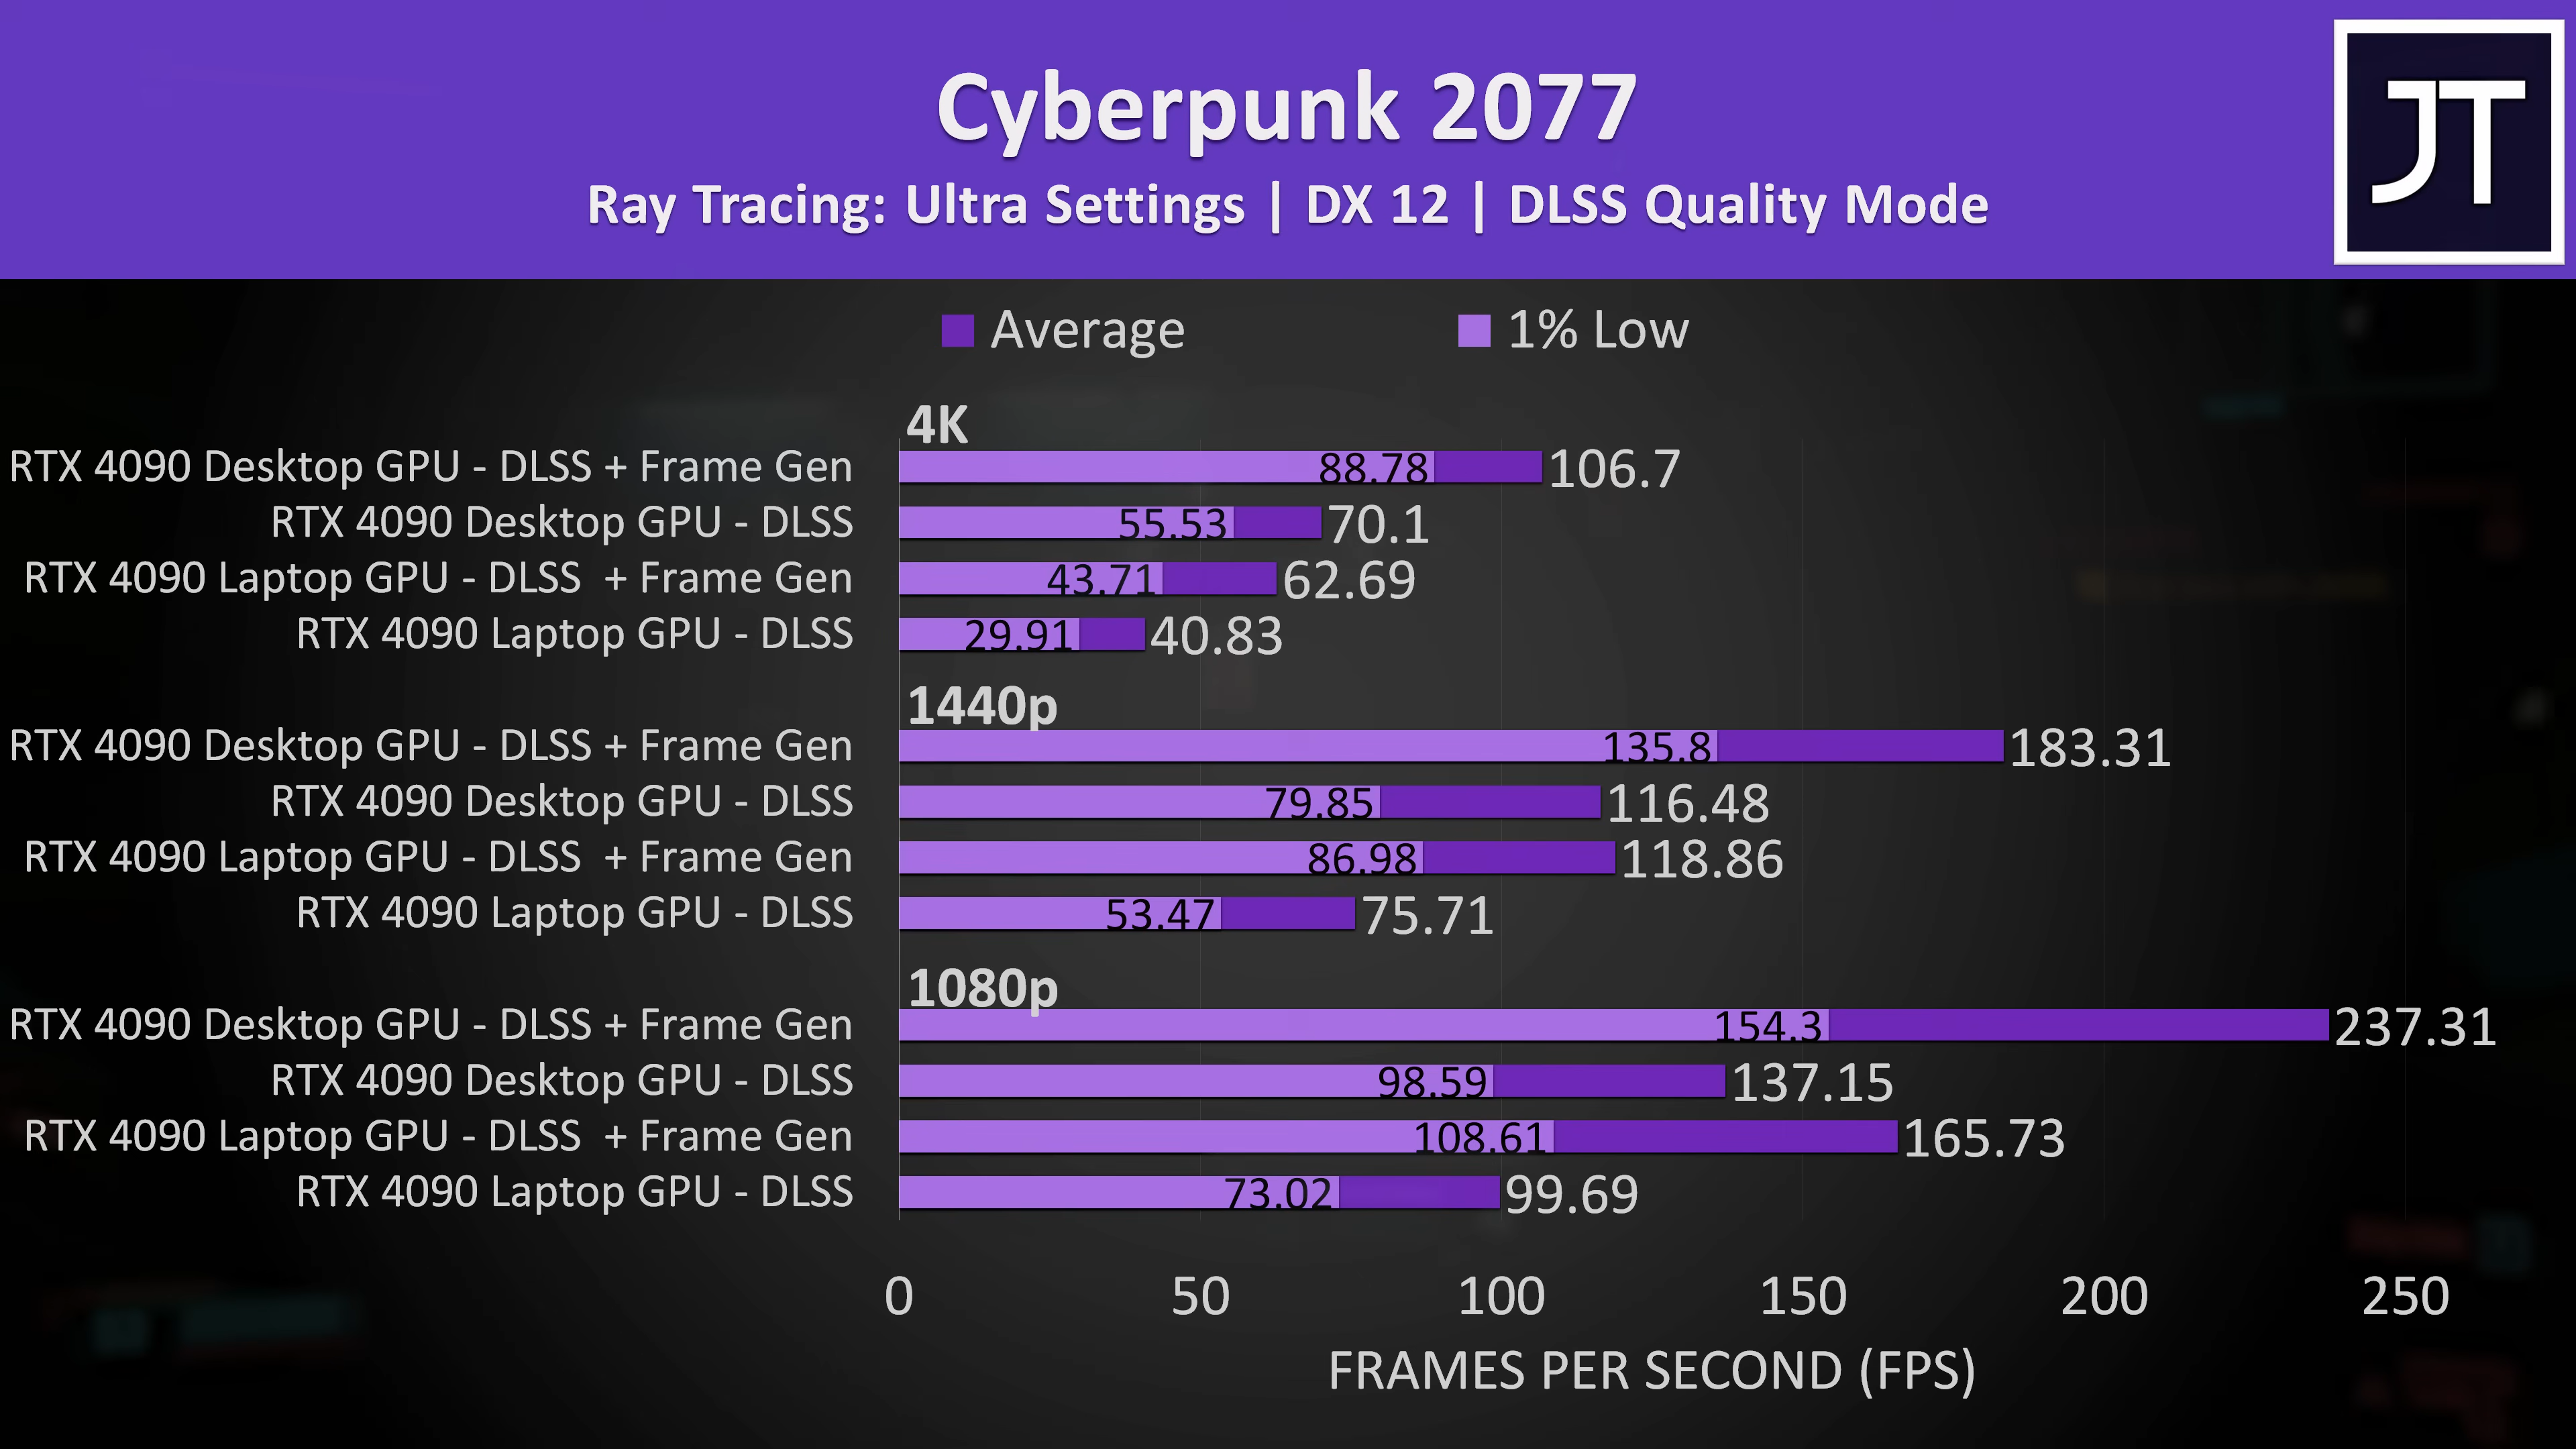 Cyberpunk 2077
JT
Ray Tracing: Ultra Settings | DX 12 | DLSS Quality Mode
Average 1% Low
4K
RTX 4090 Desktop GPU - DLSS + Frame Gen 88.78 106.7
RTX 4090 Desktop GPU - DLSS 55.53 70.1
RTX 4090 Laptop GPU - DLSS + Frame Gen 43.71 62.69
RTX 4090 Laptop GPU - DLSS 29.91 40.83
1440p
RTX 4090 Desktop GPU - DLSS + Frame Gen 135.8 183.31
RTX 4090 Desktop GPU - DLSS 79.85 116.48
RTX 4090 Laptop GPU - DLSS + Frame Gen 86.98 118.86
RTX 4090 Laptop GPU - DLSS 53.47 75.71
1080p
RTX 4090 Desktop GPU - DLSS + Frame Gen 154.3 237.31
RTX 4090 Desktop GPU - DLSS 98.59 137.15
RTX 4090 Laptop GPU - DLSS + Frame Gen 108.61 165.73
RTX 4090 Laptop GPU - DLSS 73.02 99.69
0 50 100 150 200 250
FRAMES PER SECOND (FPS)